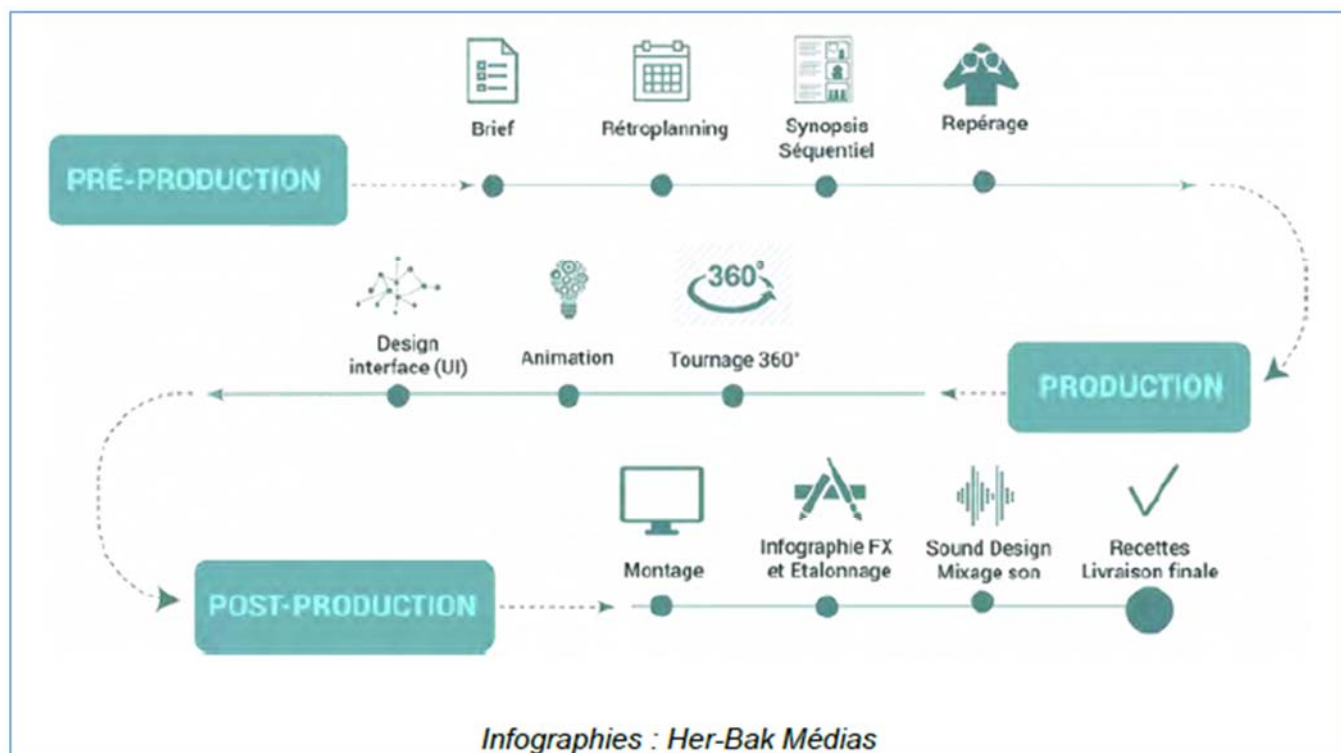 Brief
Rétroplanning
Synopsis
Séquentiel
Repérage
PRÉ-PRODUCTION
360°
Design
interface (UI)
Animation
Tournage 360°
PRODUCTION
Montage
Infographie FX
et Etalonnage
Sound Design
Mixage son
Recettes
Livraison finale
POST-PRODUCTION
Infographies : Her-Bak Médias